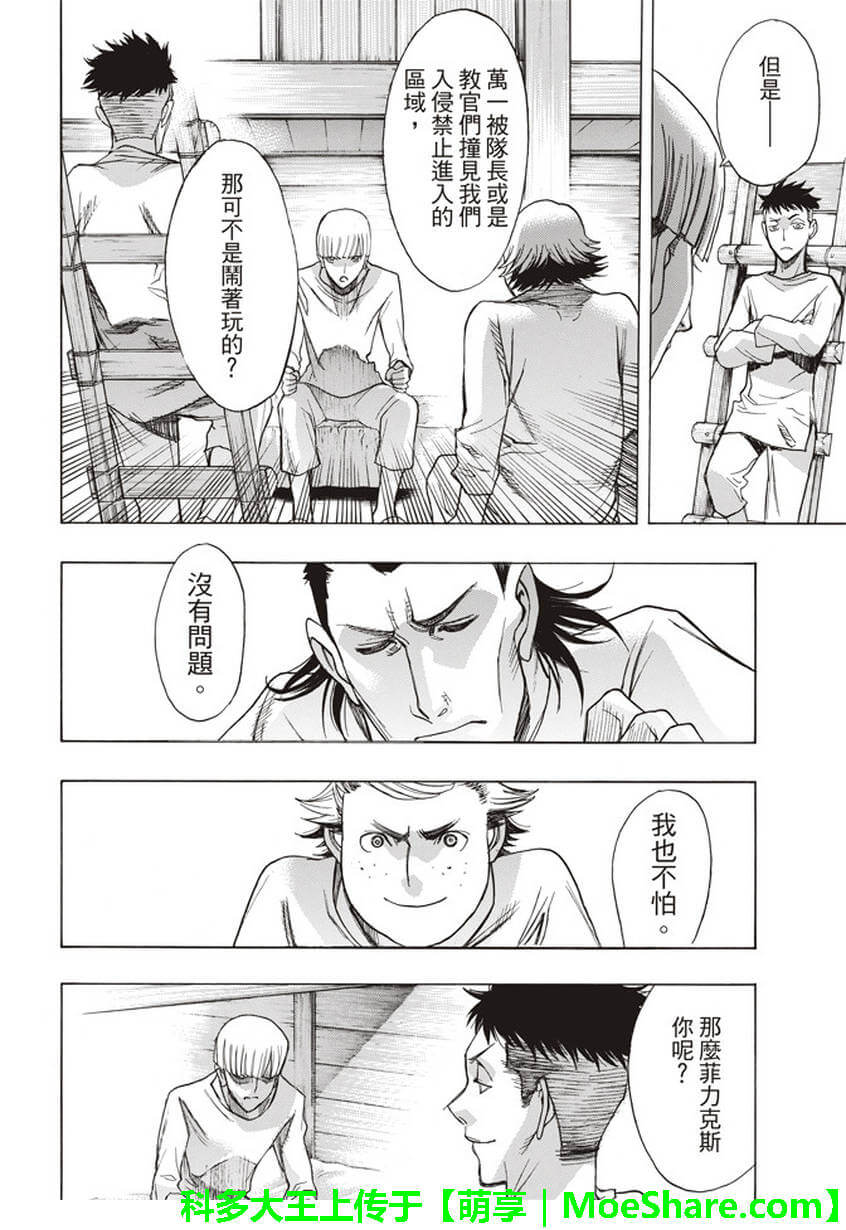 但是——
萬一被隊長或是
教官們撞見我們
入侵禁止進入的
區域，
那可不是鬧著玩的？
沒有問題。
我也不怕。
那麼菲力克斯
你呢？
科多大王上传于【萌享｜MoeShare.com】